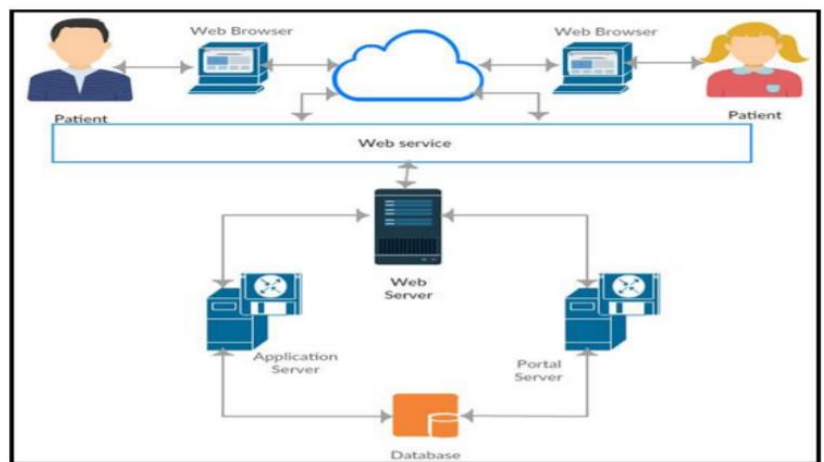 Web Browser
Web Browser
Patient
Patient
Web service
Web
Server
Application
Server
Portal
Server
Database